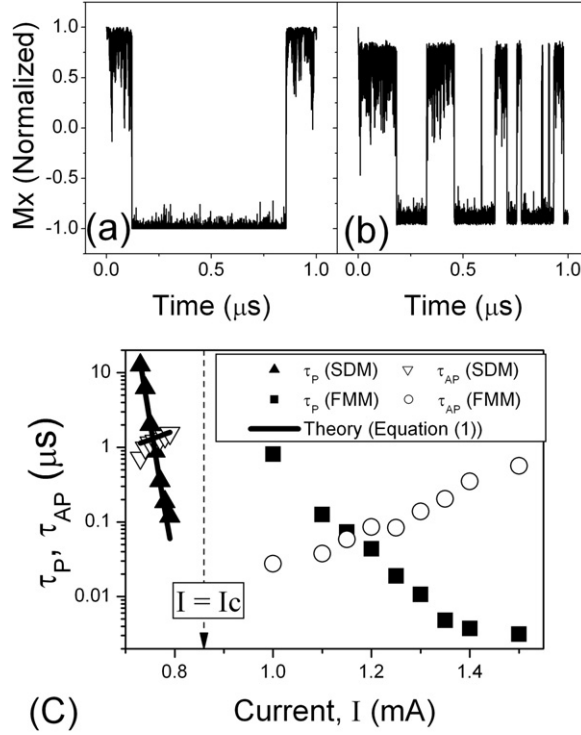 Mx (Normalized)
1.0
0.5
0.0
-0.5
-1.0
(a)
(b)
0.0 0.5 1.0
0.0 0.5 1.0
Time (μs)
Time (μs)
τP, τAP (μs)
10
1
0.1
0.01
τP (SDM) τAP (SDM)
τP (FMM) τAP (FMM)
Theory (Equation (1))
I = Ic
0.8 1.0 1.2 1.4
(C)
Current, I (mA)